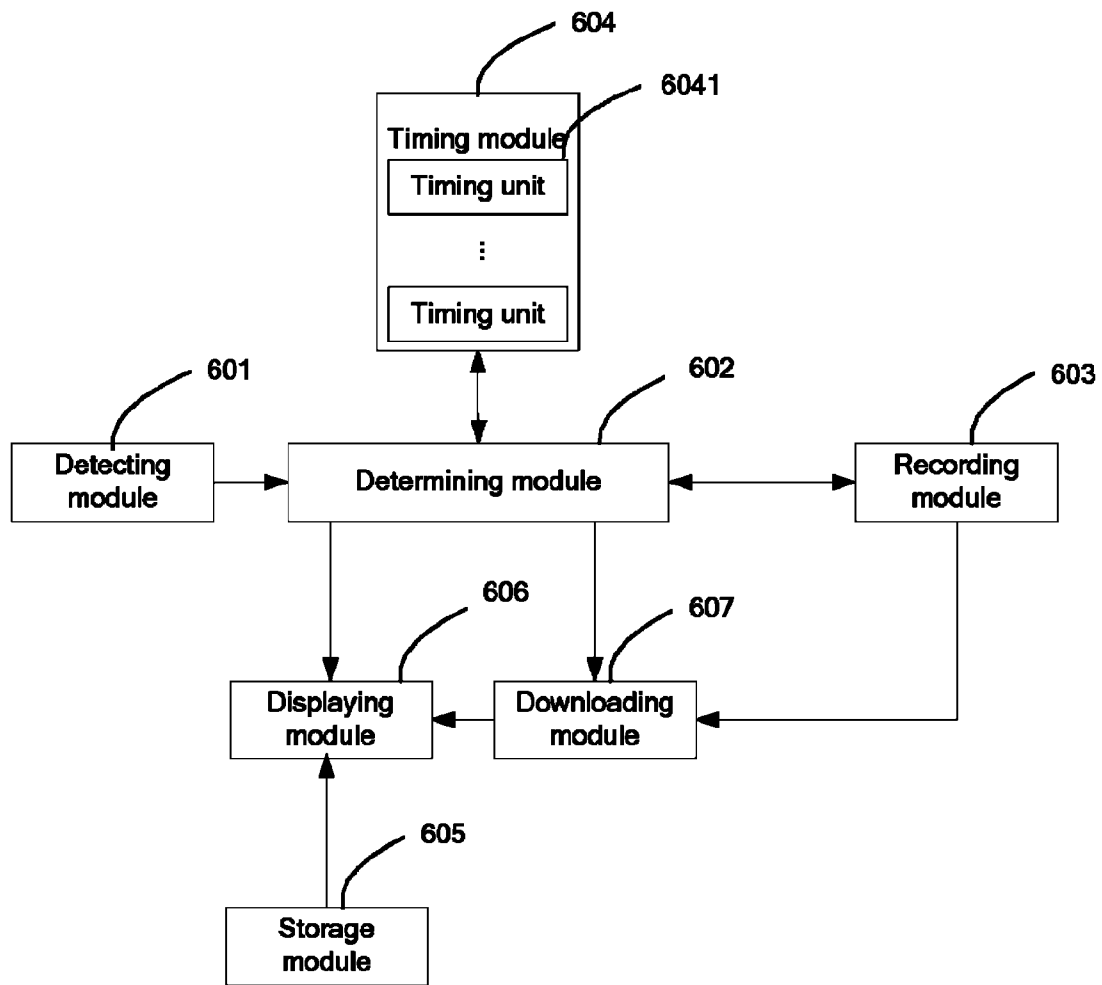 604
6041
Timing module
Timing unit
...
Timing unit
601
602
603
Detecting
module
Determining module
Recording
module
606
607
Displaying
module
Downloading
module
605
Storage
module